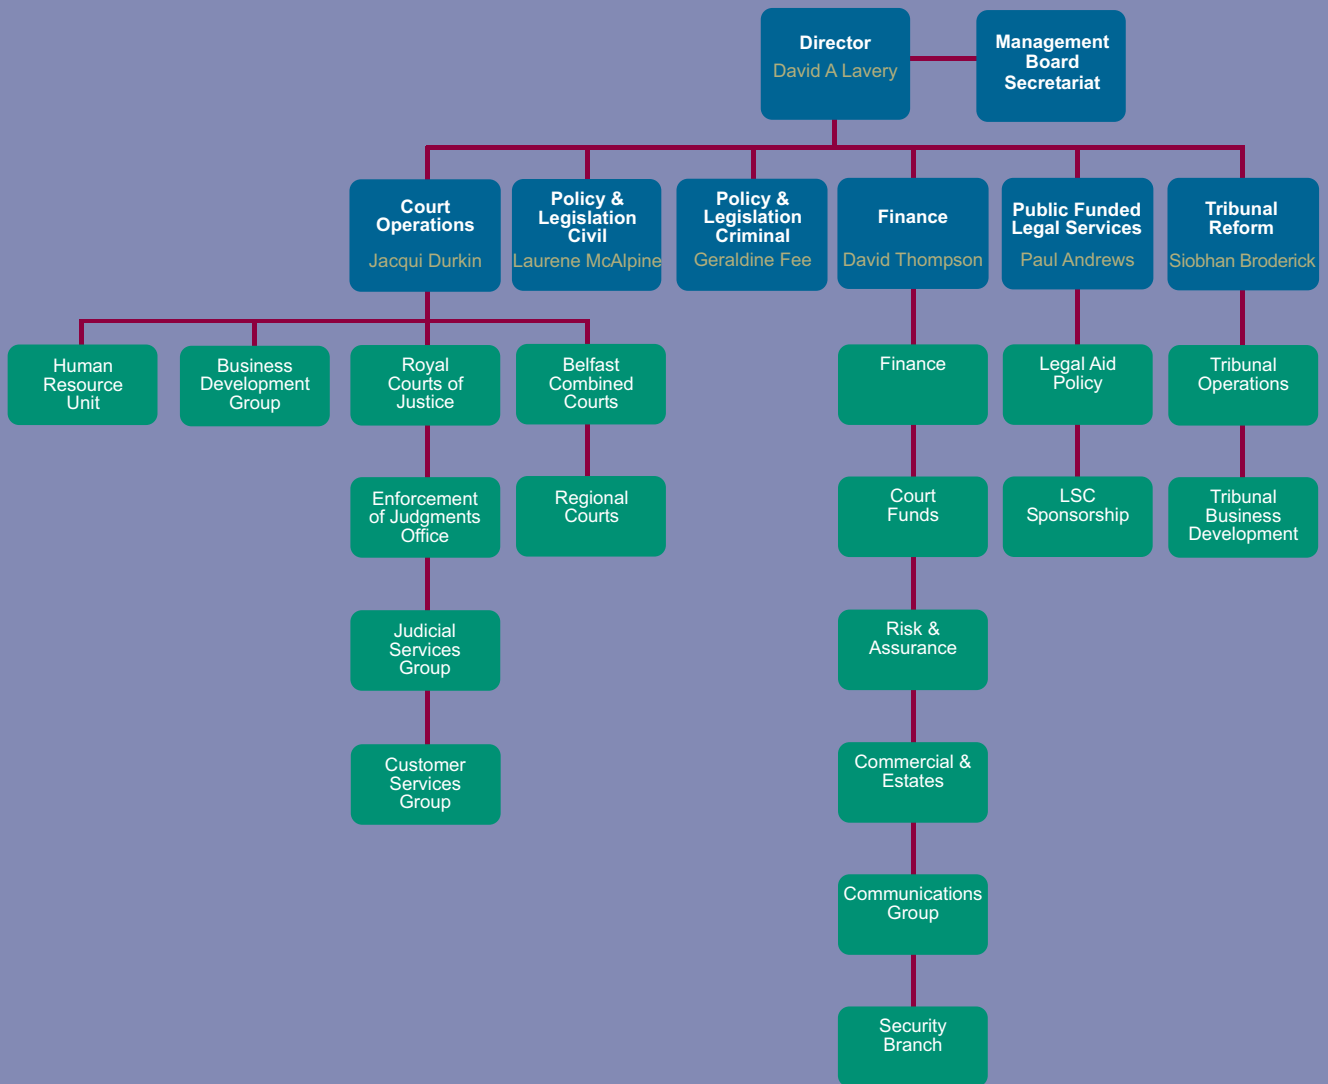 Director
David A Lavery
Management
Board
Secretariat
Court
Operations
Jacqui Durkin
Policy &
Legislation
Civil
Laurene McAlpine
Policy &
Legislation
Criminal
Geraldine Fee
Finance
David Thompson
Public Funded
Legal Services
Paul Andrews
Tribunal
Reform
Siobhan Broderick
Human
Resource
Unit
Business
Development
Group
Royal
Courts of
Justice
Belfast
Combined
Courts
Finance
Legal Aid
Policy
Tribunal
Operations
Enforcement
of Judgments
Office
Regional
Courts
Court
Funds
LSC
Sponsorship
Tribunal
Business
Development
Judicial
Services
Group
Risk &
Assurance
Customer
Services
Group
Commercial &
Estates
Communications
Group
Security
Branch